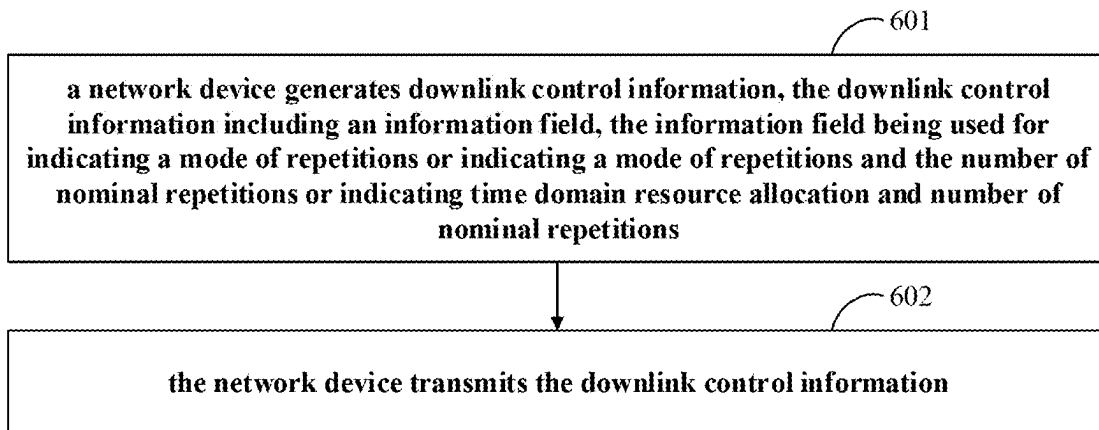 601
a network device generates downlink control information, the downlink control
information including an information field, the information field being used for
indicating a mode of repetitions or indicating a mode of repetitions and the number of
nominal repetitions or indicating time domain resource allocation and number of
nominal repetitions
602
the network device transmits the downlink control information